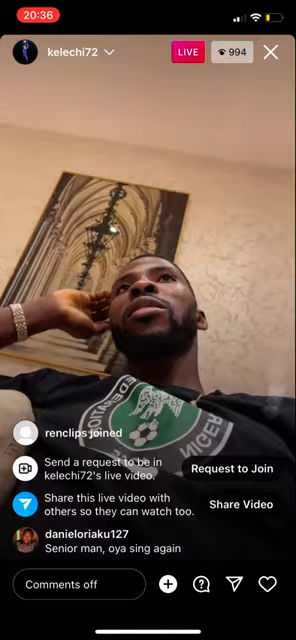 20:36
kelechi72
LIVE
994
EDERATION
NIGER
renclips joined
Send a request to be in
kelechi72's live video.
Request to Join
Share this live video with
others so they can watch too.
Share Video
danieloriaku127
Senior man, oya sing again
Comments off